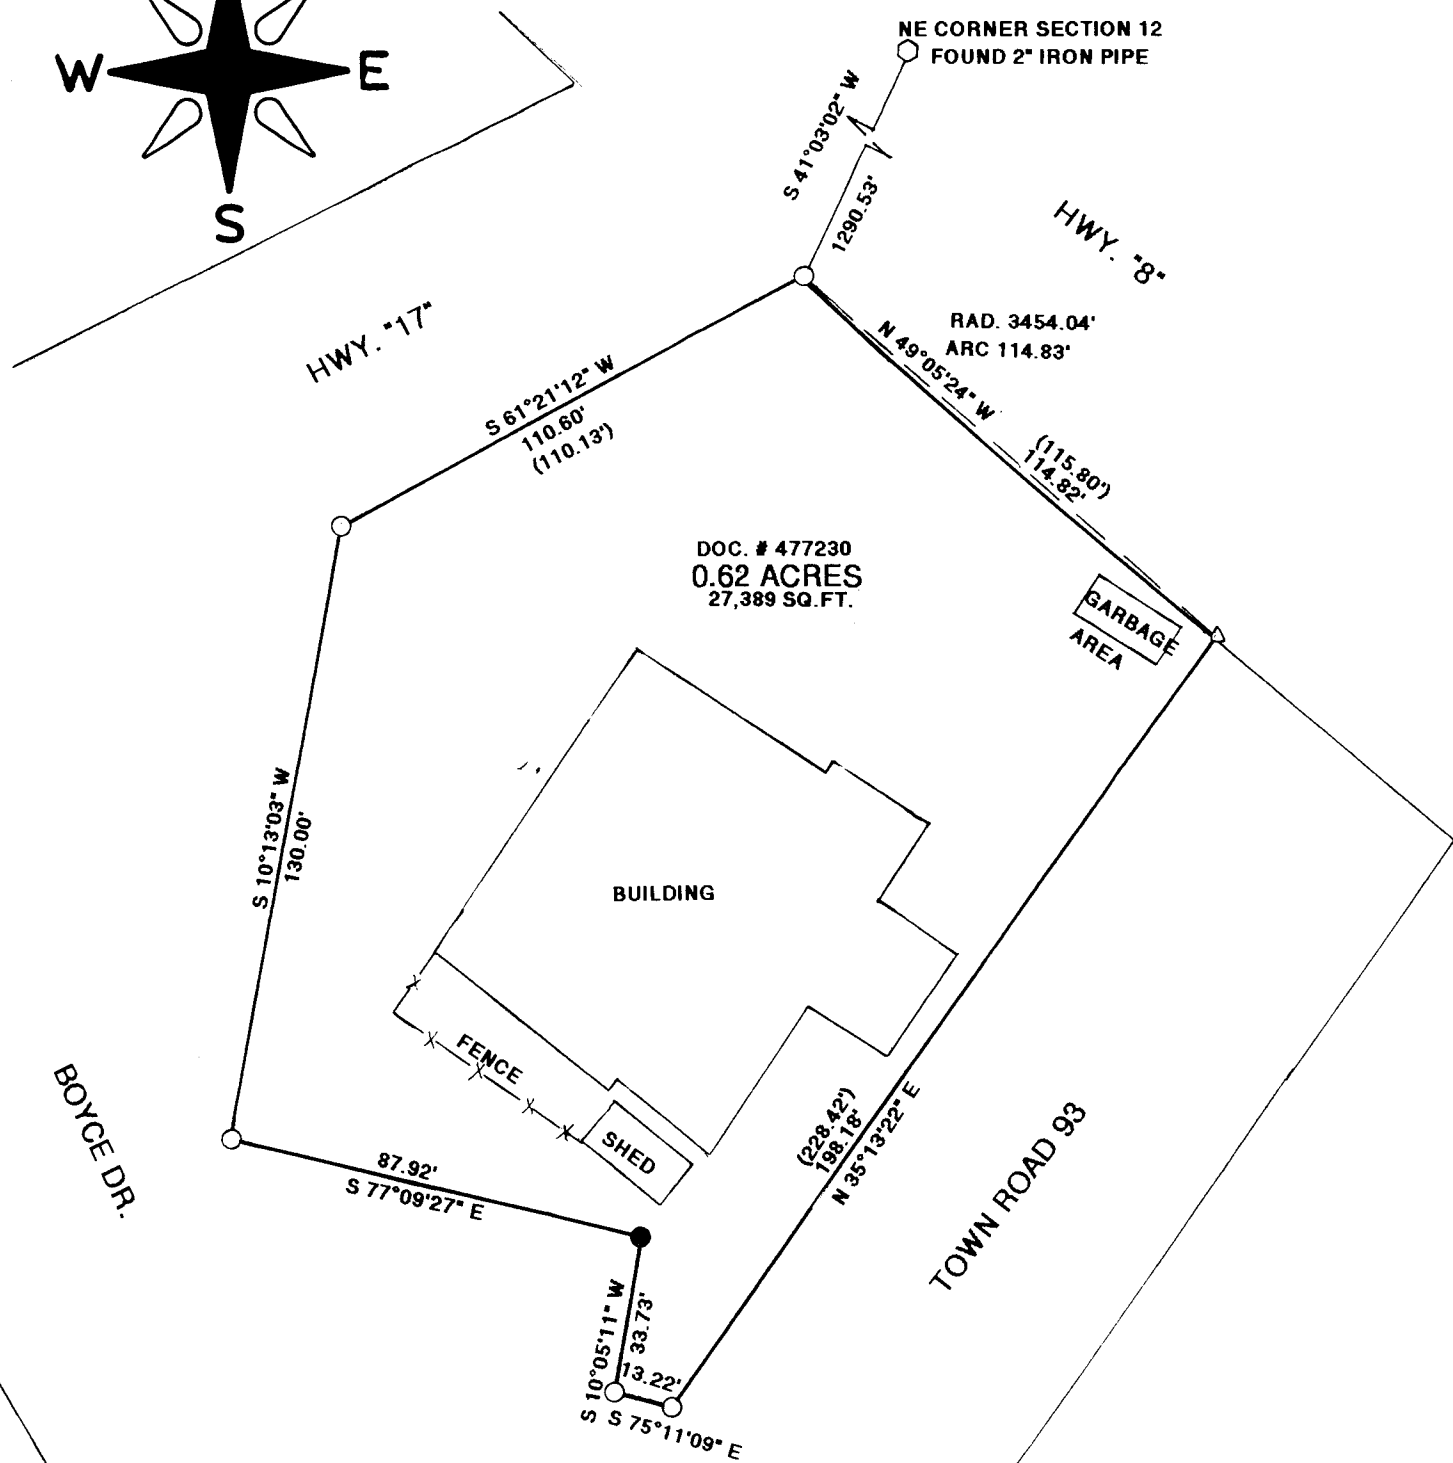 NE CORNER SECTION 12
FOUND 2" IRON PIPE
W
E
S
S 41°03'02" W
1290.53'
HWY. "8"
HWY. "17"
RAD. 3454.04'
ARC 114.83'
N 49°05'24" W
(115.80')
114.82'
S 61°21'12" W
110.60'
(110.13')
DOC. # 477230
0.62 ACRES
27,389 SQ.FT.
GARBAGE
AREA
S 10°13'03" W
130.00'
BUILDING
FENCE
SHED
BOYCE DR.
87.92'
S 77°09'27" E
(228.42')
198.18'
N 35°13'22" E
TOWN ROAD 93
S 10°05'11" W
33.73'
13.22'
S 75°11'09" E